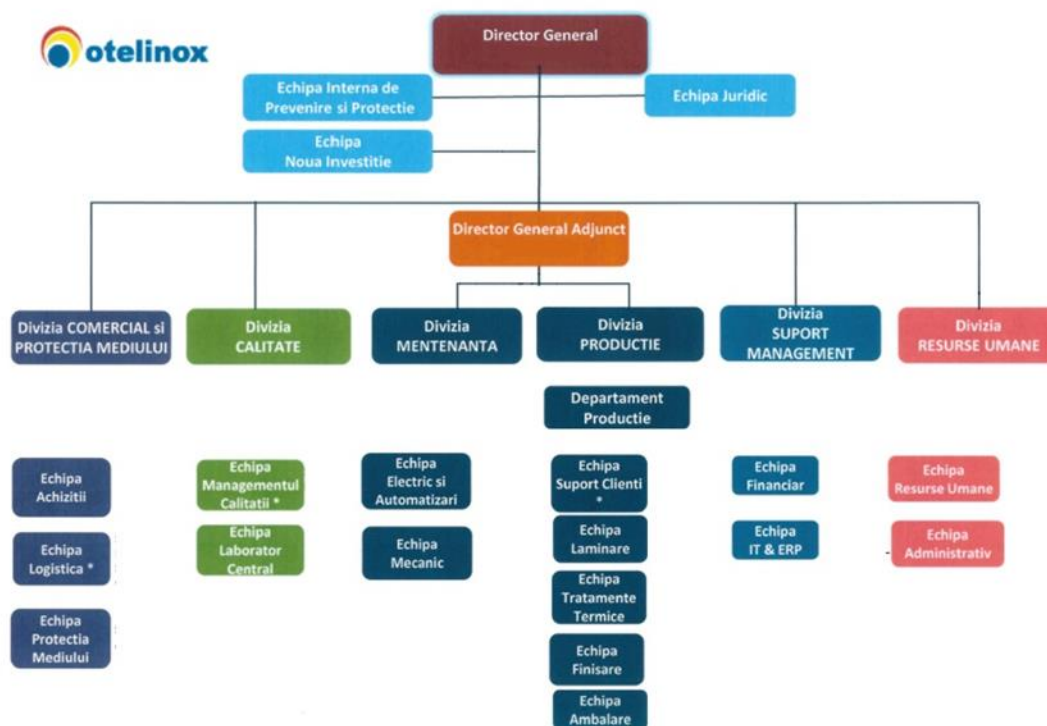 otelinox
Director General
Echipa Interna de
Prevenire si Protectie
Echipa Juridic
Echipa
Noua Investitie
Director General Adjunct
Divizia COMERCIAL si
PROTECTIA MEDIULUI
Divizia
CALITATE
Divizia
MENTENANTA
Divizia
PRODUCTIE
Divizia
SUPORT
MANAGEMENT
Divizia
RESURSE UMANE
Departament
Productie
Echipa
Achizitii
Echipa
Logistica *
Echipa
Protectia
Mediului
Echipa
Managementul
Calitatii *
Echipa
Laborator
Central
Echipa
Electric si
Automatizari
Echipa
Mecanic
Echipa
Suport Clienti
*
Echipa
Laminare
Echipa
Tratamente
Termice
Echipa
Finisare
Echipa
Ambalare
Echipa
Financiar
Echipa
IT & ERP
Echipa
Resurse Umane
Echipa
Administrativ